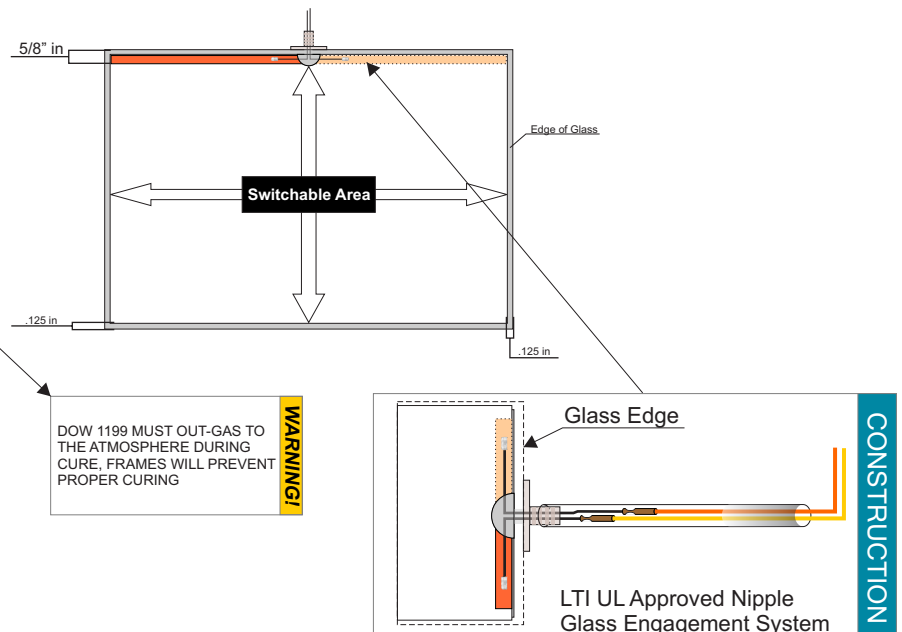 5/8” in
Edge of Glass
Switchable Area
.125 in
.125 in
DOW 1199 MUST OUT-GAS TO
THE ATMOSPHERE DURING
CURE, FRAMES WILL PREVENT
PROPER CURING
WARNING!
Glass Edge
CONSTRUCTION
LTI UL Approved Nipple
Glass Engagement System